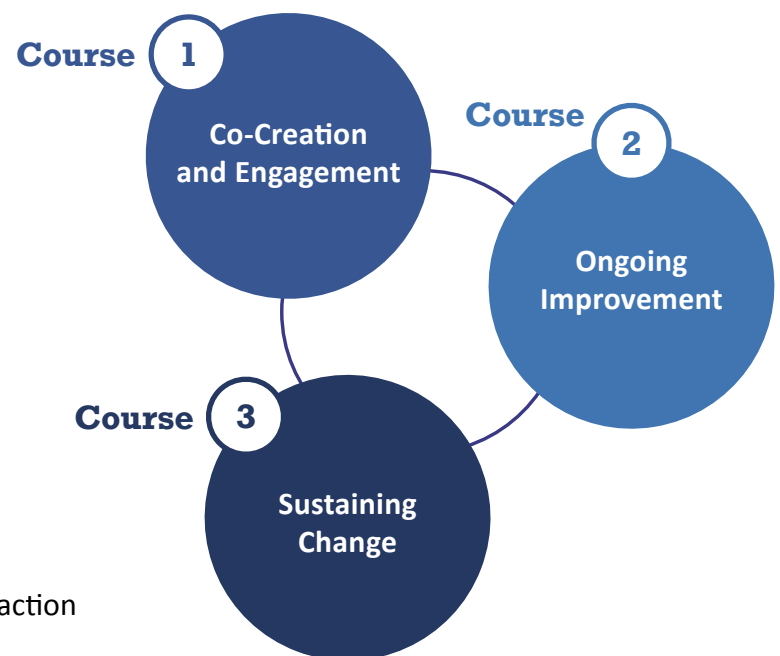 Course 1
Co-Creation
and Engagement
Course 2
Ongoing
Improvement
Course 3
Sustaining
Change
action